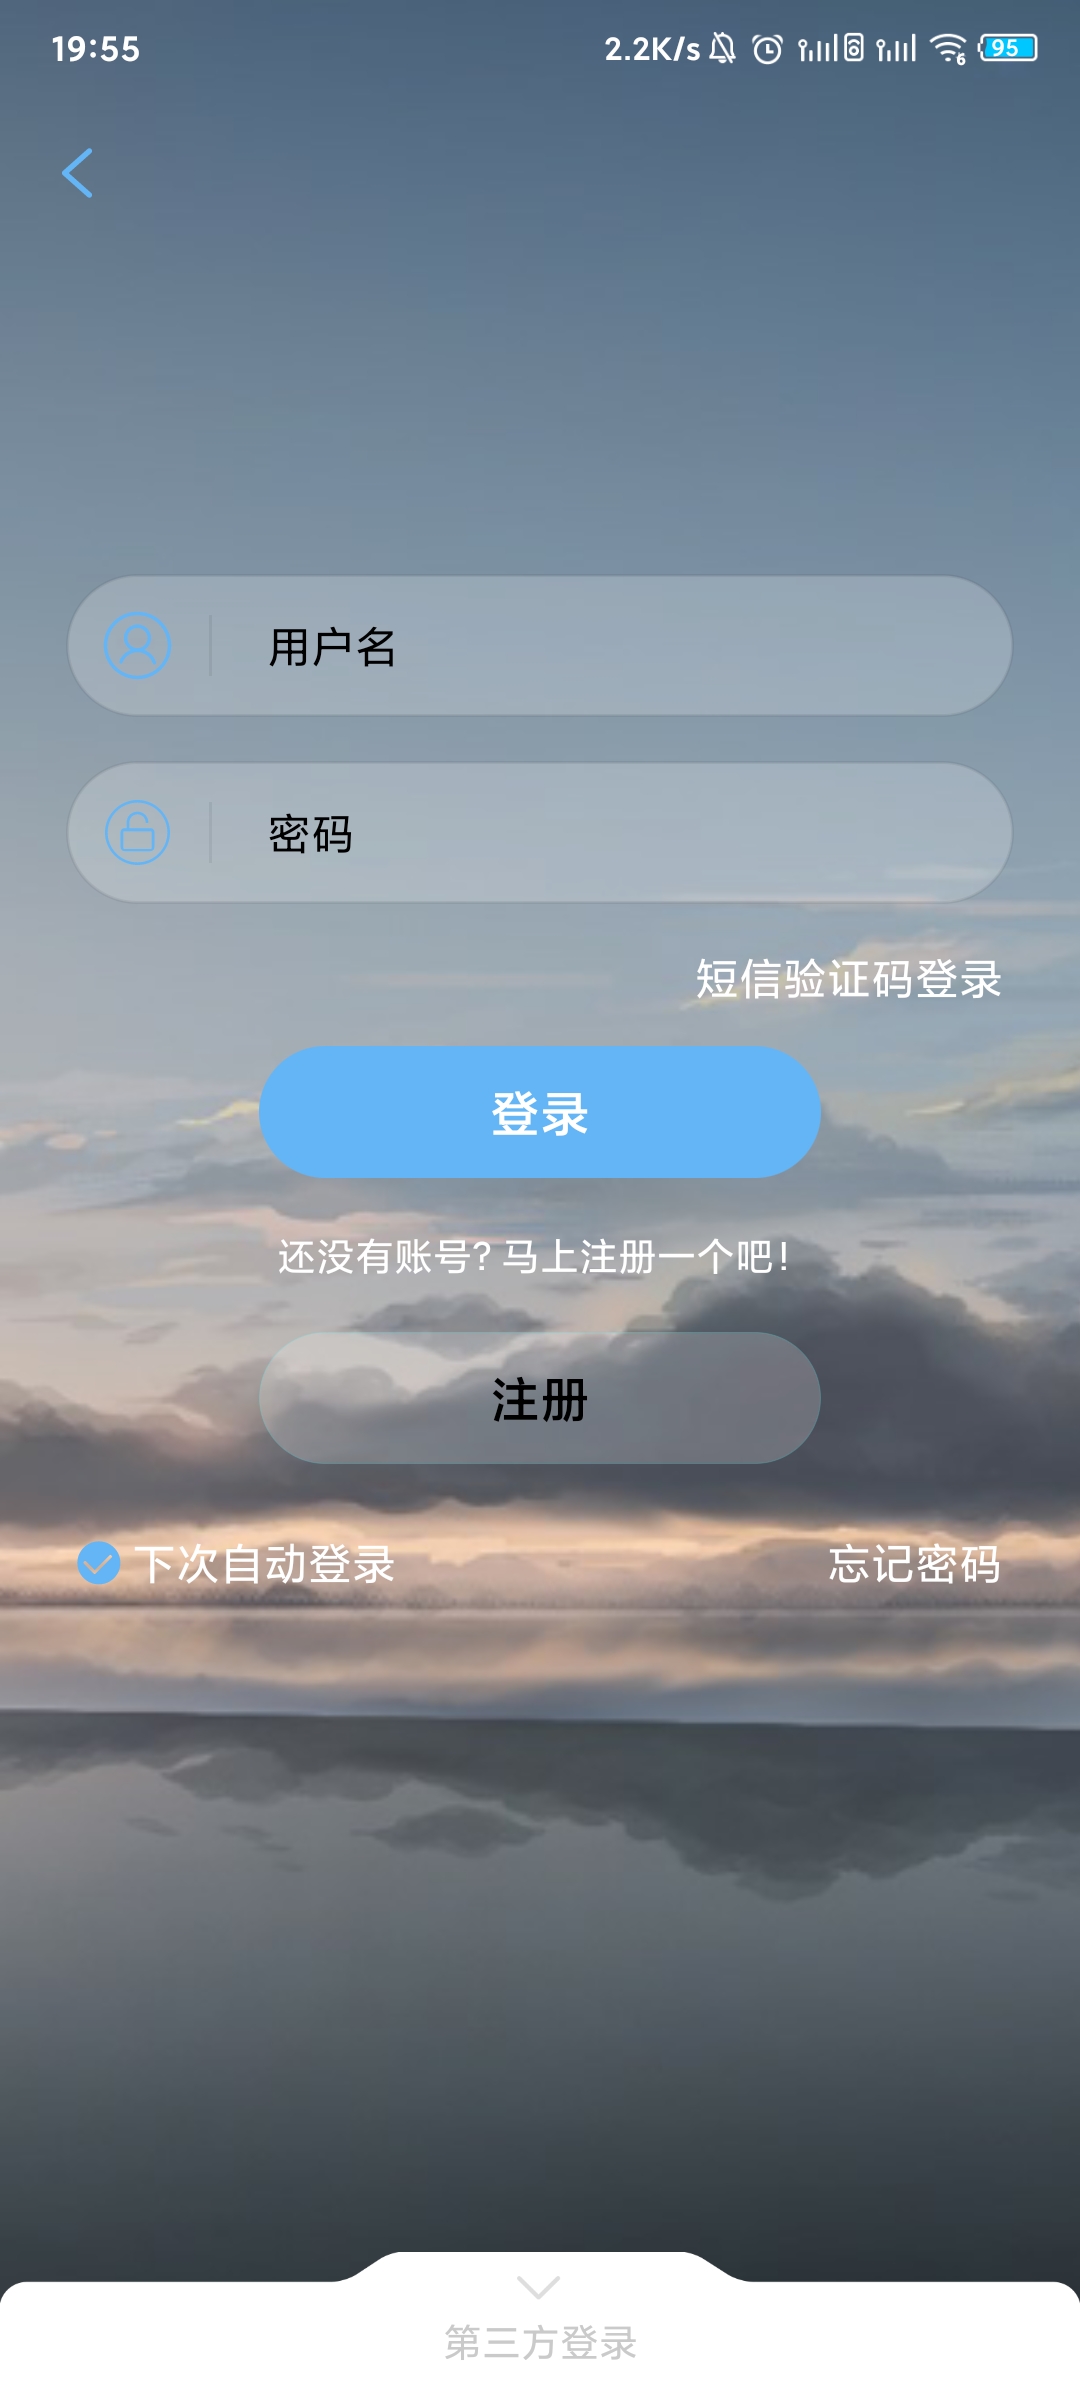 19:55 2.2K/s 6 95
用户名
密码
短信验证码登录
登录
还没有账号?马上注册一个吧!
注册
下次自动登录 忘记密码
第三方登录